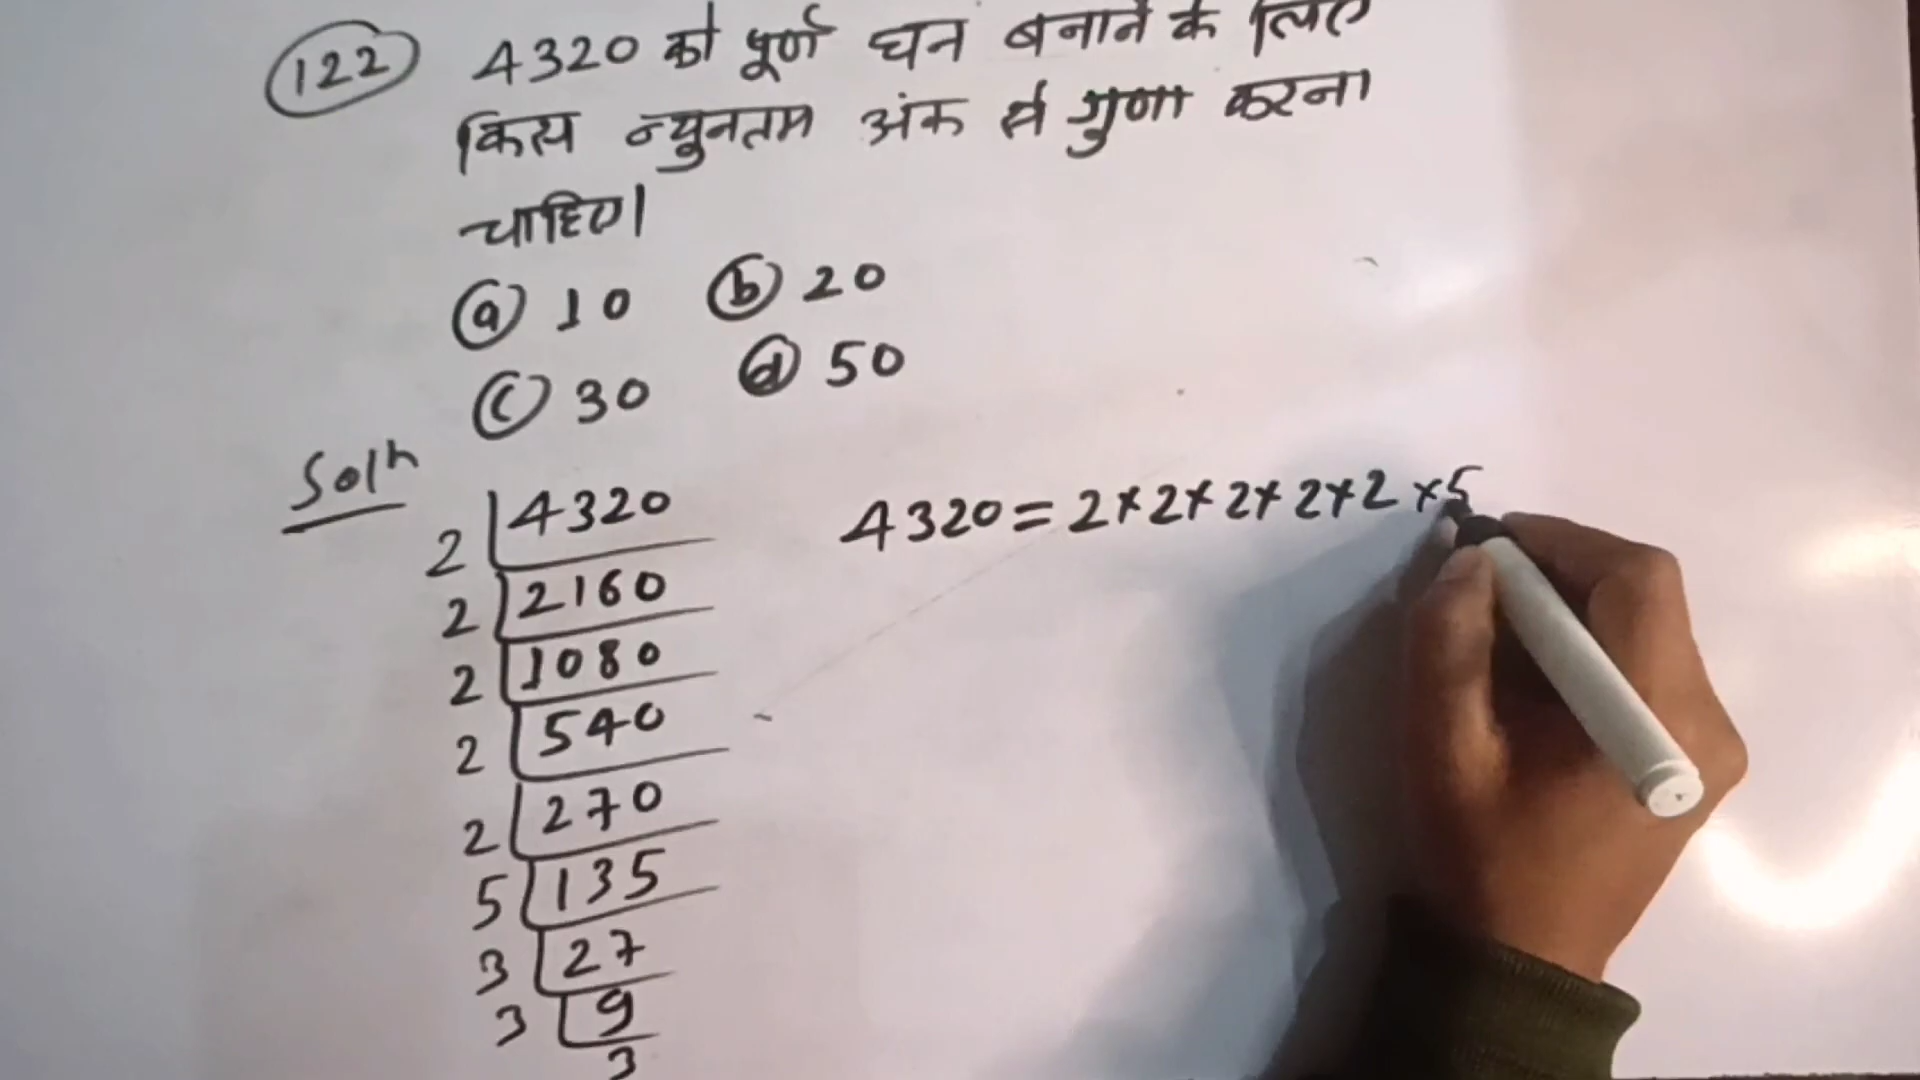 122 4320 को पूर्ण घन बनाने के लिए
किस न्युनतम अंक से गुणा करना
चाहिए।
a 10 b 20
c 30 d 50
Soln
2 4320
4320 = 2×2×2×2×2×5
2 2160
2 1080
2 540
2 270
5 135
3 27
3 9
3